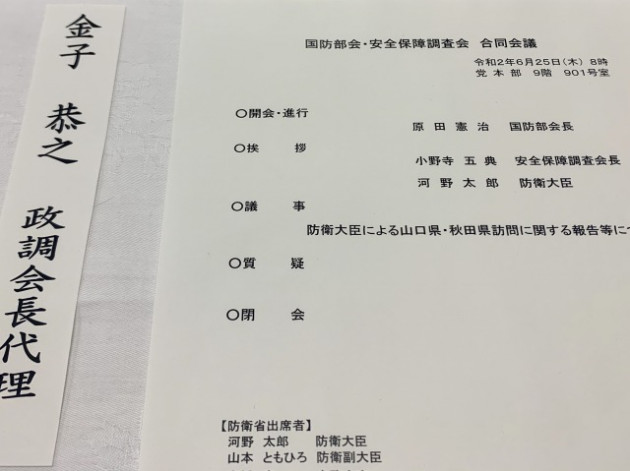 金子 恭之 政調会長代理
国防部会・安全保障調査会 合同会議
令和2年6月25日(木) 8時
党本部 9階 901号室
〇開会・進行
原田憲治 国防部会長
〇挨拶
小野寺五典 安全保障調査会長
河野太郎 防衛大臣
〇議事
防衛大臣による山口県・秋田県訪問に関する報告等に
〇質疑
〇閉会
【防衛省出席者】
河野 太郎 防衛大臣
山本 ともひろ 防衛副大臣